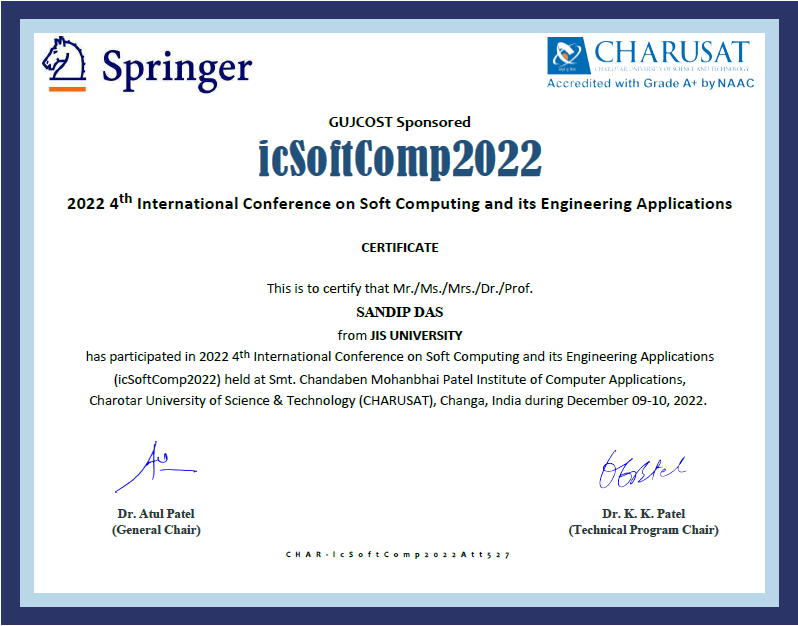 Springer
CHARUSAT
CHAROTAR UNIVERSITY OF SCIENCE AND TECHNOLOGY
Accredited with Grade A+ by NAAC
GUJCOST Sponsored
icSoftComp2022
2022 4th International Conference on Soft Computing and its Engineering Applications
CERTIFICATE
This is to certify that Mr./Ms./Mrs./Dr./Prof.
SANDIP DAS
from JIS UNIVERSITY
has participated in 2022 4th International Conference on Soft Computing and its Engineering Applications
(icSoftComp2022) held at Smt. Chandaben Mohanbhai Patel Institute of Computer Applications,
Charotar University of Science & Technology (CHARUSAT), Changa, India during December 09-10, 2022.
Dr. Atul Patel
(General Chair)
Dr. K. K. Patel
(Technical Program Chair)
CHAR-IcSoftComp2022Att527